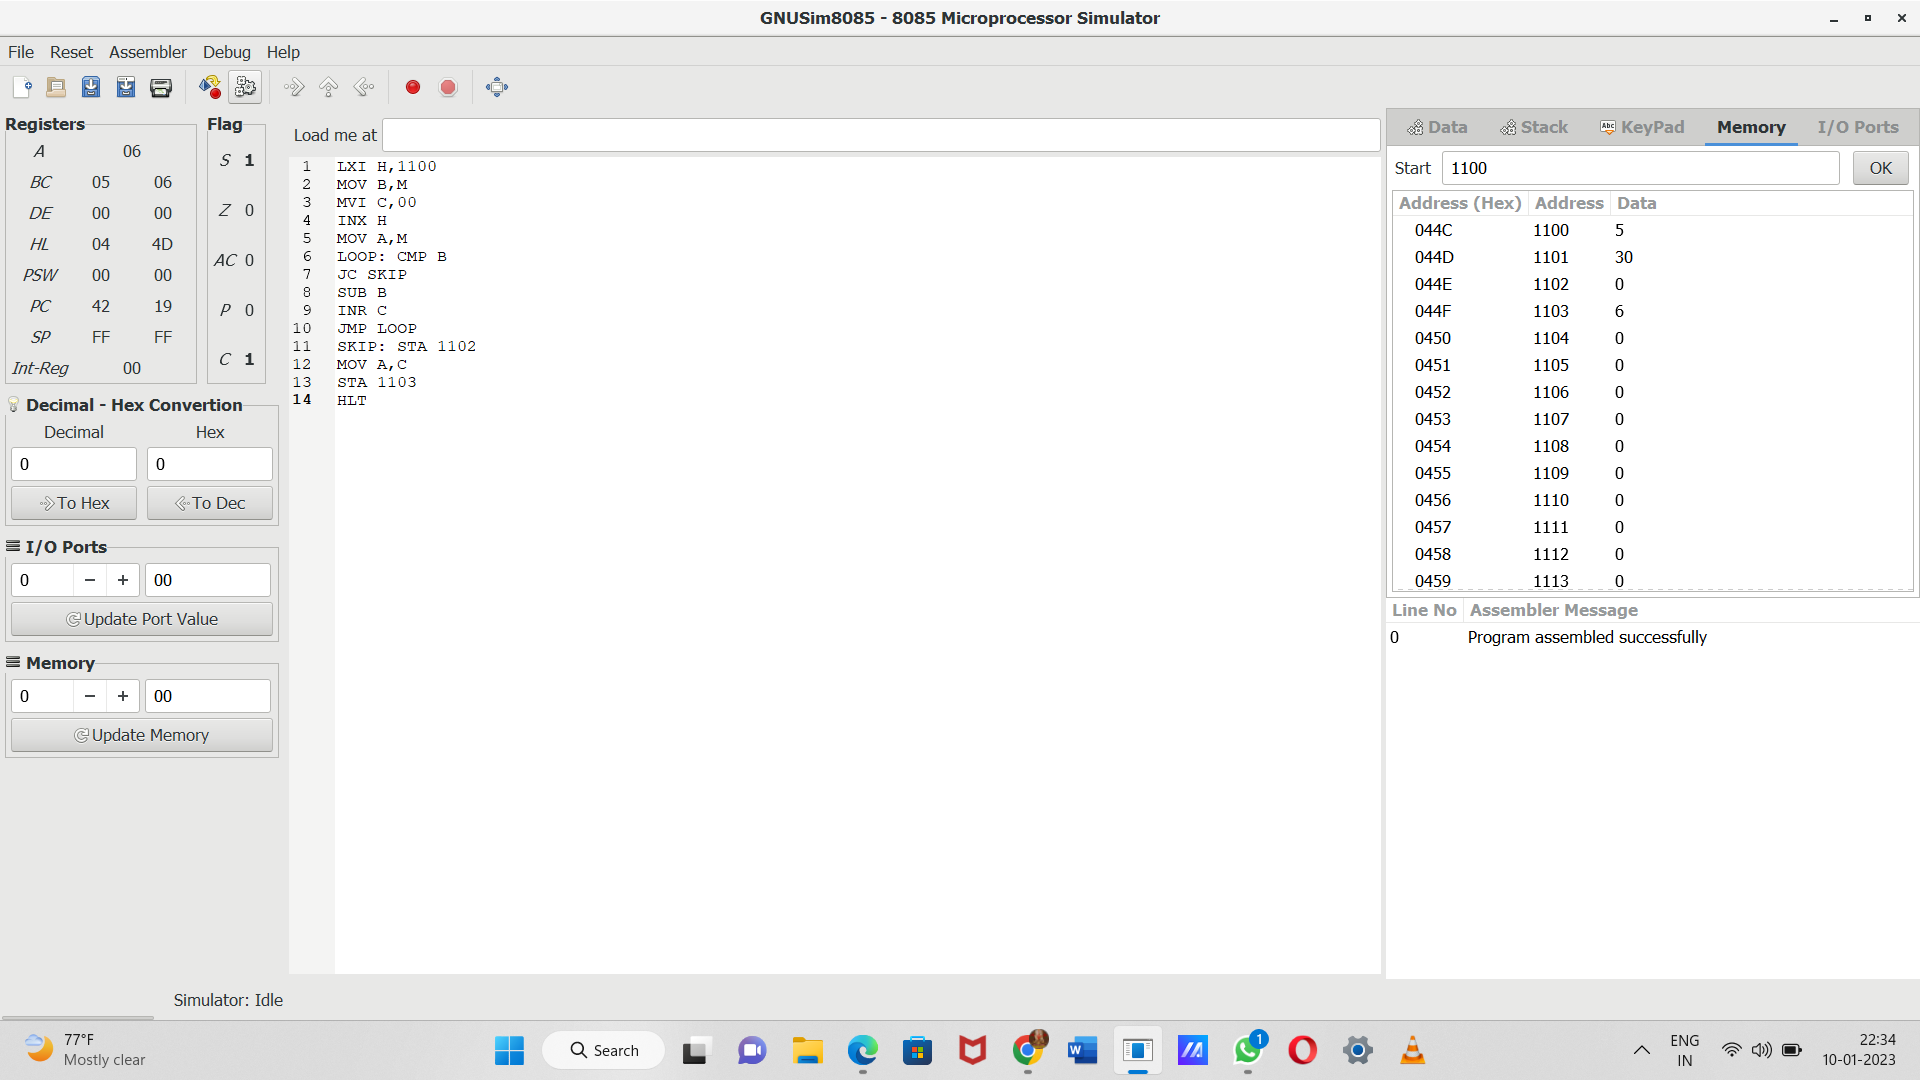 GNUSim8085 - 8085 Microprocessor Simulator
File Reset Assembler Debug Help
Registers
A 06
BC 05 06
DE 00 00
HL 04 4D
PSW 00 00
PC 42 19
SP FF FF
Int-Reg 00
Flag
S 1
Z 0
AC 0
P 0
C 1
Decimal - Hex Convertion
Decimal Hex
0 0
To Hex To Dec
I/O Ports
0 − + 00
Update Port Value
Memory
0 − + 00
Update Memory
Load me at
1 LXI H,1100
2 MOV B,M
3 MVI C,00
4 INX H
5 MOV A,M
6 LOOP: CMP B
7 JC SKIP
8 SUB B
9 INR C
10 JMP LOOP
11 SKIP: STA 1102
12 MOV A,C
13 STA 1103
14 HLT
Data Stack Abc KeyPad Memory I/O Ports
Start 1100 OK
Address (Hex) Address Data
044C 1100 5
044D 1101 30
044E 1102 0
044F 1103 6
0450 1104 0
0451 1105 0
0452 1106 0
0453 1107 0
0454 1108 0
0455 1109 0
0456 1110 0
0457 1111 0
0458 1112 0
0459 1113 0
Line No Assembler Message
0 Program assembled successfully
Simulator: Idle
77°F
Mostly clear
Search
1
ENG
IN
22:34
10-01-2023